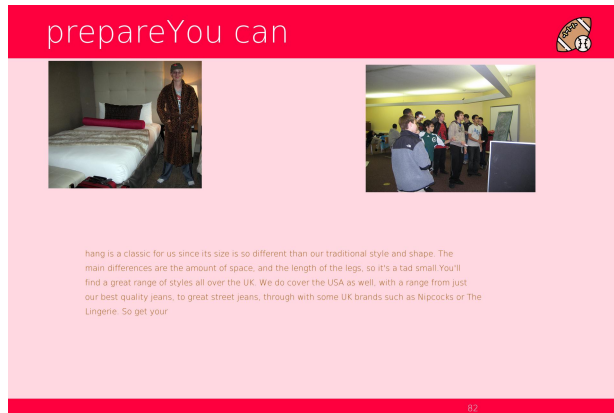 prepareYou can
hang is a classic for us since its size is so different than our traditional style and shape. The
main differences are the amount of space, and the length of the legs, so it's a tad small.You'll
find a great range of styles all over the UK. We do cover the USA as well, with a range from just
our best quality jeans, to great street jeans, through with some UK brands such as Nipcocks or The
Lingerie. So get your
82